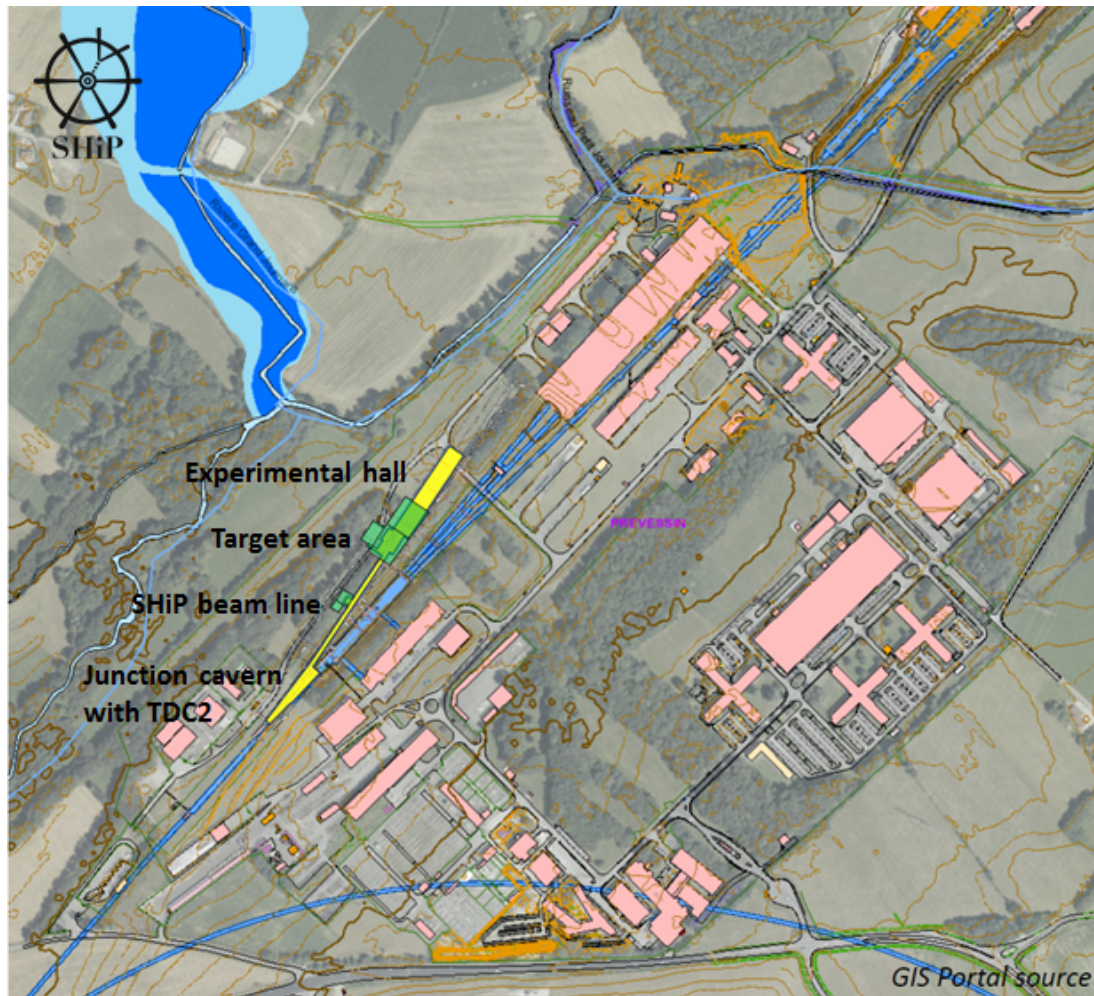 SHiP
Experimental hall
Target area
SHiP beam line
Junction cavern
with TDC2
PREVESSIN
GIS Portal source